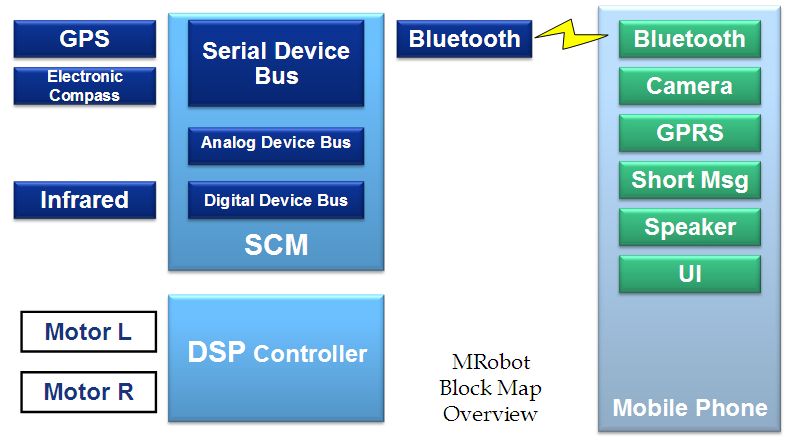 GPS
Electronic
Compass
Infrared
Motor L
Motor R
Serial Device
Bus
Analog Device Bus
Digital Device Bus
SCM
DSP Controller
Bluetooth
MRobot
Block Map
Overview
Bluetooth
Camera
GPRS
Short Msg
Speaker
UI
Mobile Phone